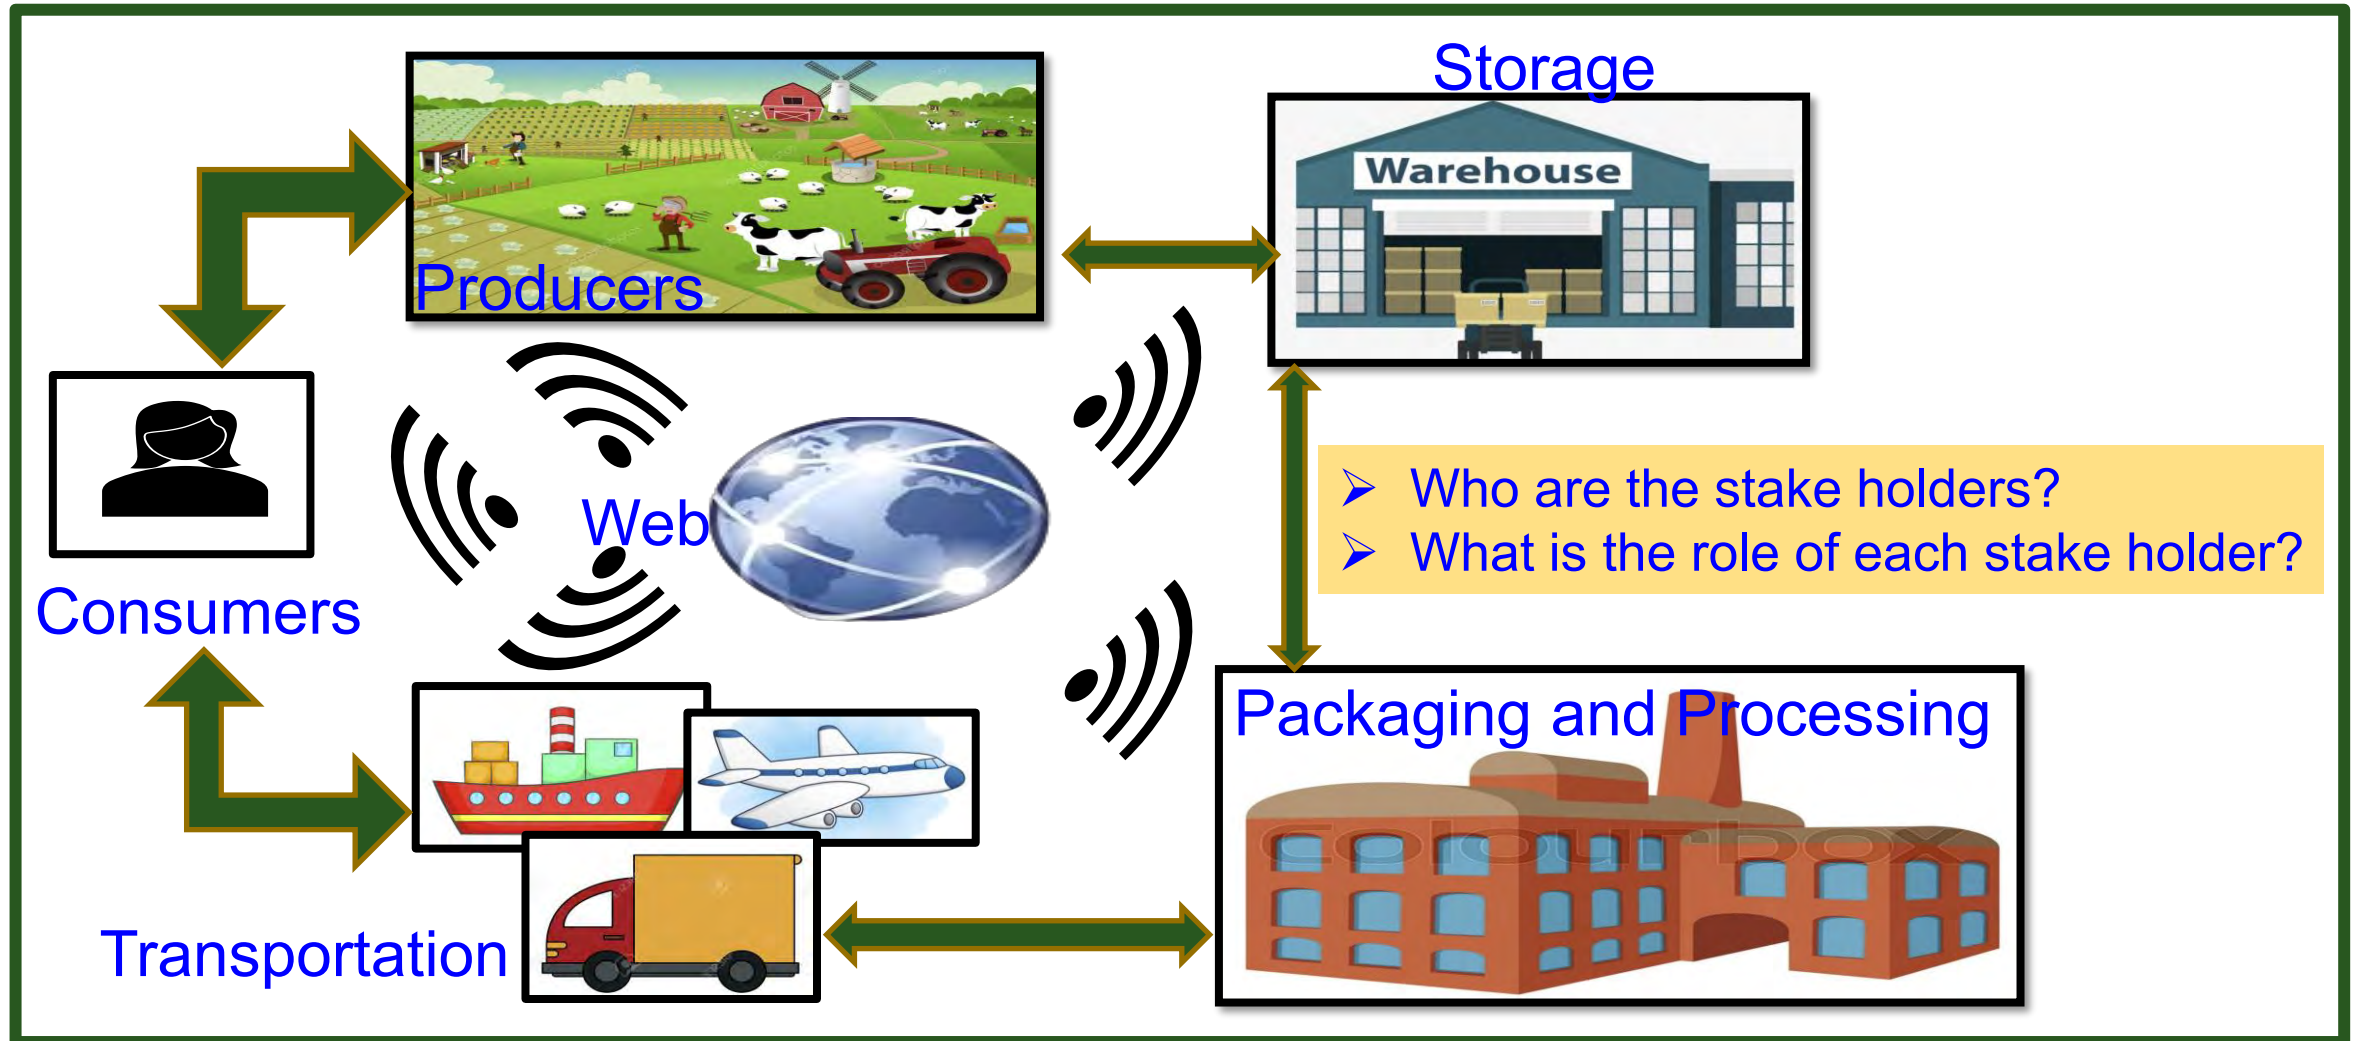 Storage
Warehouse
Producers
➢ Who are the stake holders?
➢ What is the role of each stake holder?
Web
Consumers
Packaging and Processing
colourbox
Transportation